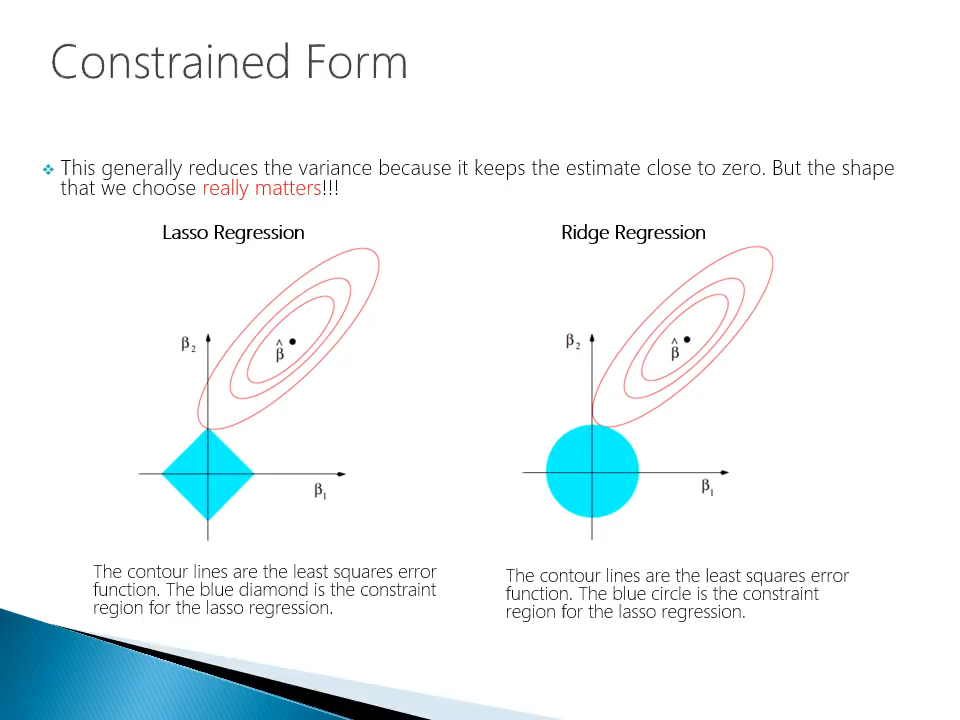 Constrained Form
❖ This generally reduces the variance because it keeps the estimate close to zero. But the shape
that we choose really matters!!!
Lasso Regression
Ridge Regression
β2
^
β
β1
β2
^
β
β1
The contour lines are the least squares error
function. The blue diamond is the constraint
region for the lasso regression.
The contour lines are the least squares error
function. The blue circle is the constraint
region for the lasso regression.